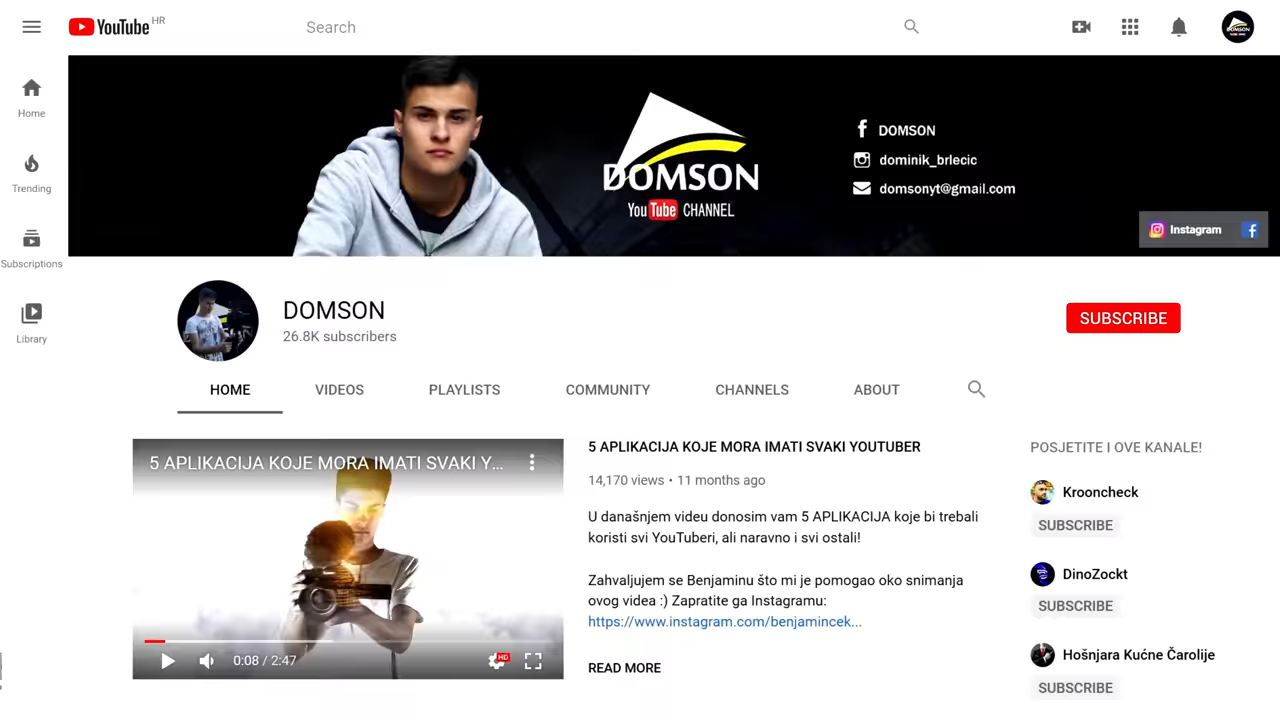 YouTube HR
Search
Home
Trending
Subscriptions
Library
DOMSON
YouTube CHANNEL
DOMSON
dominik_brlecic
domsonyt@gmail.com
Instagram
DOMSON
26.8K subscribers
SUBSCRIBE
HOME VIDEOS PLAYLISTS COMMUNITY CHANNELS ABOUT
5 APLIKACIJA KOJE MORA IMATI SVAKI Y...
0:08 / 2:47
HD
5 APLIKACIJA KOJE MORA IMATI SVAKI YOUTUBER
14,170 views • 11 months ago
U današnjem videu donosim vam 5 APLIKACIJA koje bi trebali
koristi svi YouTuberi, ali naravno i svi ostali!
Zahvaljujem se Benjaminu što mi je pomogao oko snimanja
ovog videa :) Zapratite ga Instagramu:
https://www.instagram.com/benjamincek...
READ MORE
POSJETITE I OVE KANALE!
Krooncheck
SUBSCRIBE
DinoZockt
SUBSCRIBE
Hošnjara Kućne Čarolije
SUBSCRIBE